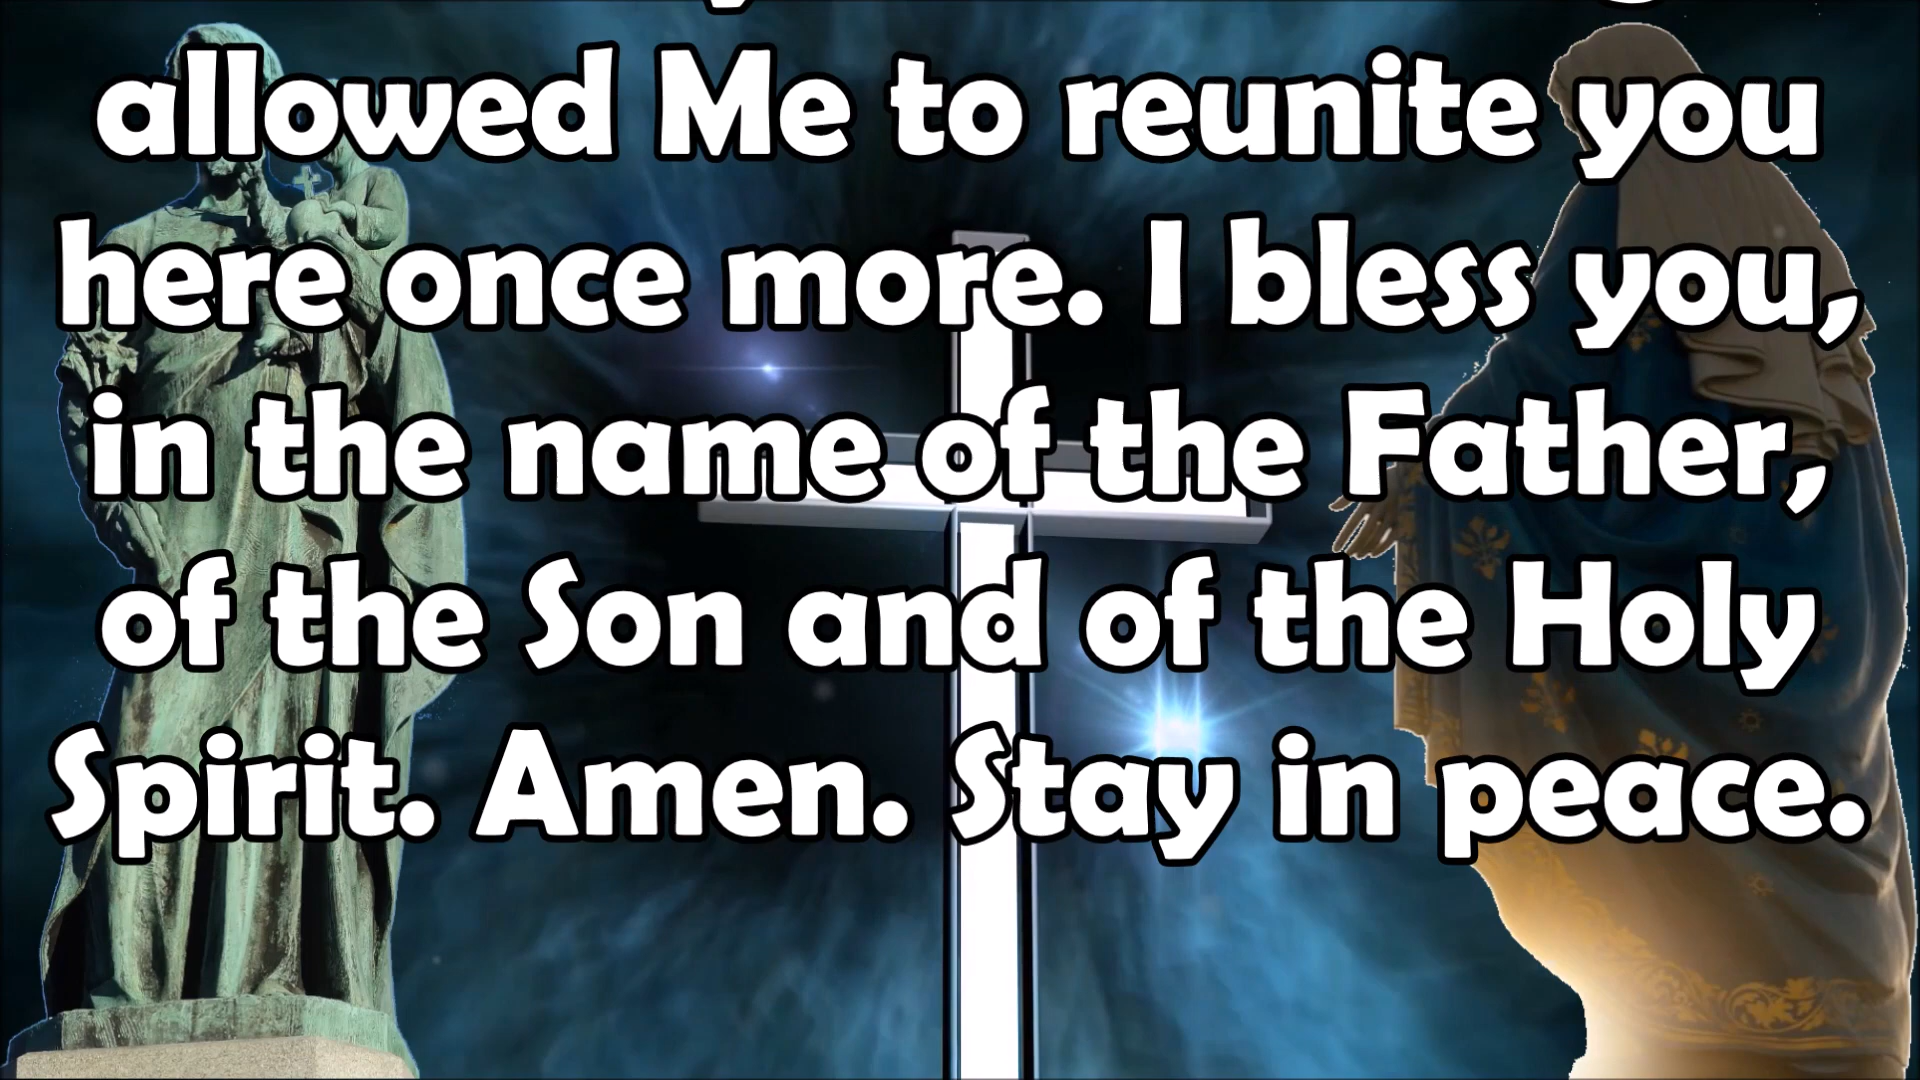 allowed Me to reunite you
here once more. I bless you,
in the name of the Father,
of the Son and of the Holy
Spirit. Amen. Stay in peace.